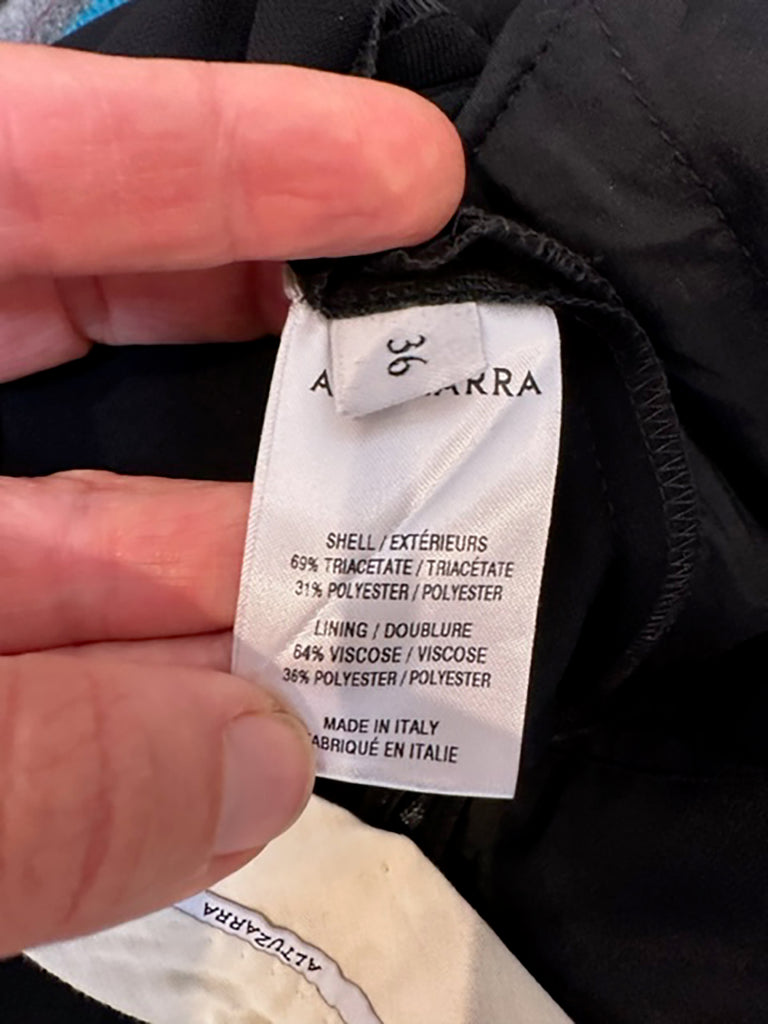 36
SHELL / EXTÉRIEURS
69% TRIACETATE / TRIACÉTATE
31% POLYESTER / POLYESTER
LINING / DOUBLURE
64% VISCOSE / VISCOSE
36% POLYESTER / POLYESTER
MADE IN ITALY
ABRIQUÉ EN ITALIE
ALTUZARRA